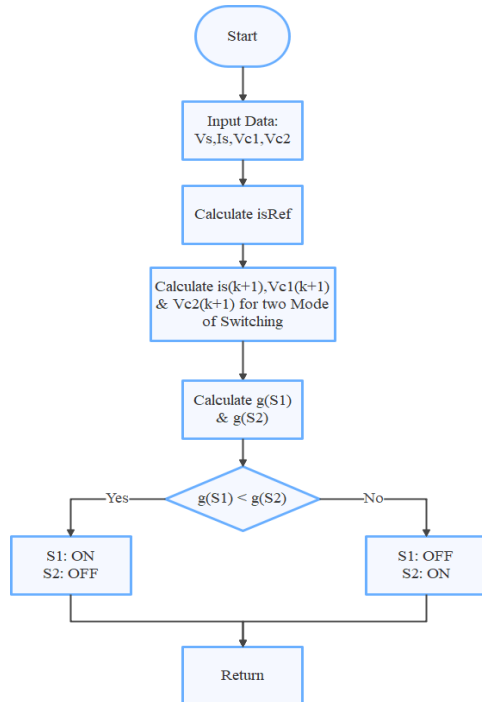 Start
Input Data:
Vs,Is,Vc1,Vc2
Calculate isRef
Calculate is(k+1),Vc1(k+1)
& Vc2(k+1) for two Mode
of Switching
Calculate g(S1)
& g(S2)
g(S1) < g(S2)
Yes
No
S1: ON
S2: OFF
S1: OFF
S2: ON
Return